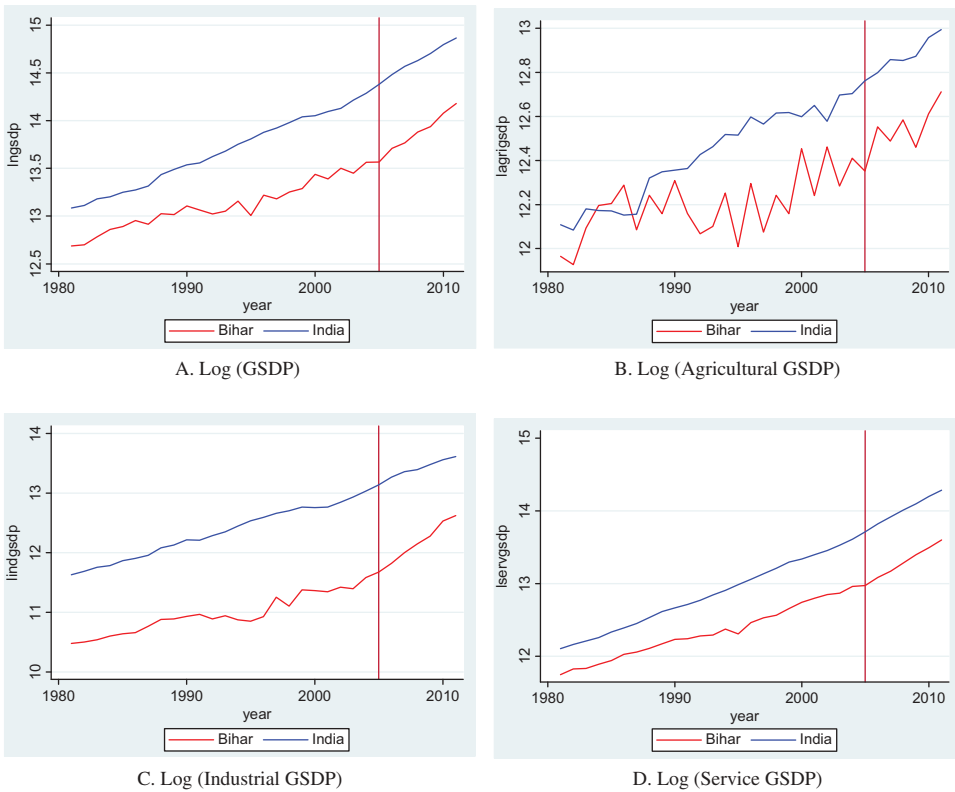 15
14.5
14
13.5
13
12.5
lngsdp
1980
1990
2000
2010
year
Bihar
India
A. Log (GSDP)
13
12.8
12.6
12.4
12.2
12
lagrigsdp
1980
1990
2000
2010
year
Bihar
India
B. Log (Agricultural GSDP)
14
13
12
11
10
lindgsdp
1980
1990
2000
2010
year
Bihar
India
C. Log (Industrial GSDP)
15
14
13
12
lservgsdp
1980
1990
2000
2010
year
Bihar
India
D. Log (Service GSDP)